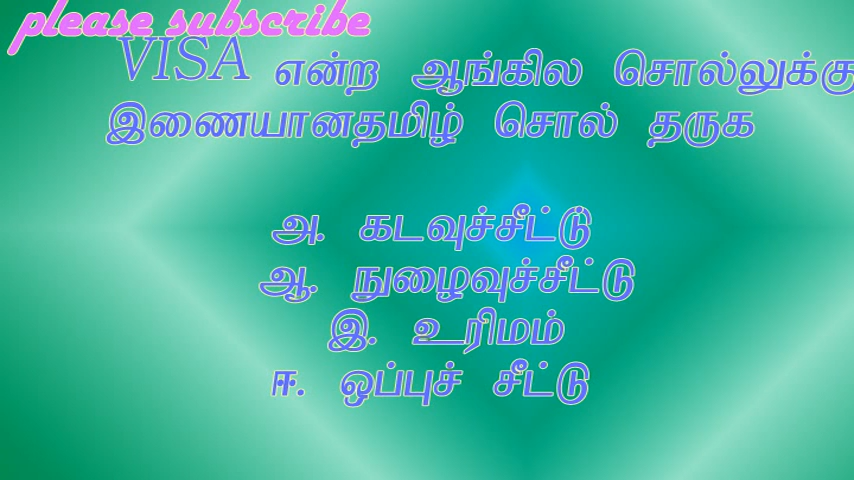 please subscribe
VISA என்ற ஆங்கில சொல்லுக்கு
இணையானதமிழ் சொல் தருக
அ. கடவுச்சீட்டு
ஆ. நுழைவுச்சீட்டு
இ. உரிமம்
ஈ. ஒப்புச் சீட்டு